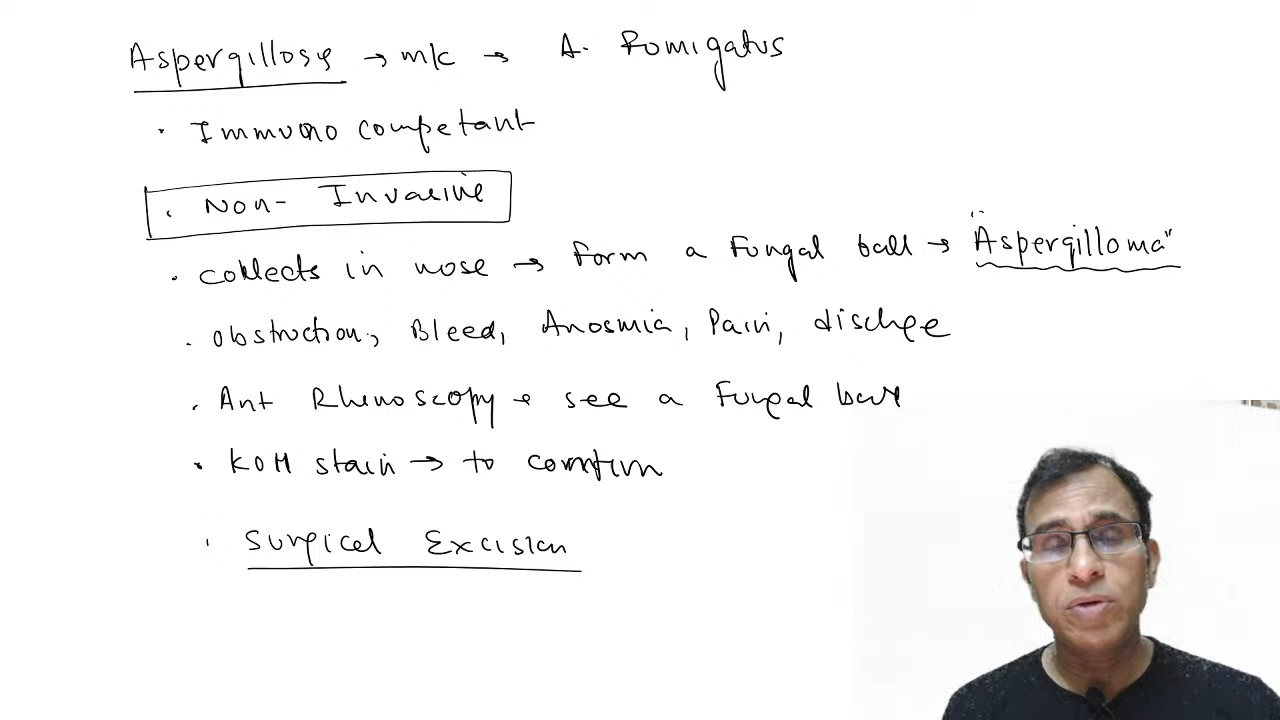 Aspergillosis → m/c → A. Fumigatus
• Immuno competant
• Non- Invasive
• collects in nose → form a fungal ball → "Aspergilloma"
• obstruction, Bleed, Anosmia, Pain, dischge
• Ant Rhinoscopy → see a Fungal ball
• KOH stain → to confirm
• Surgical Excision